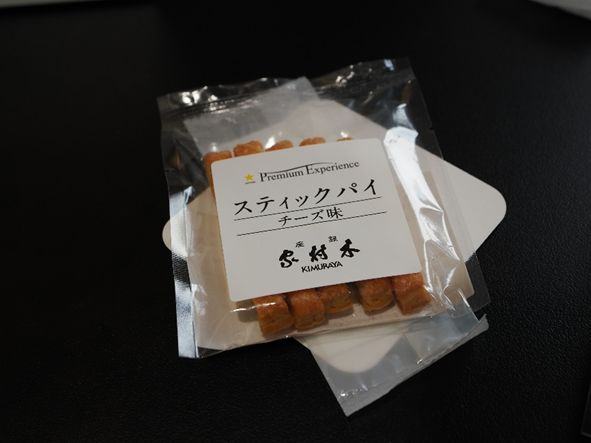 Premium Experience
スティックパイ
チーズ味
座銀
家村木
KIMURAYA